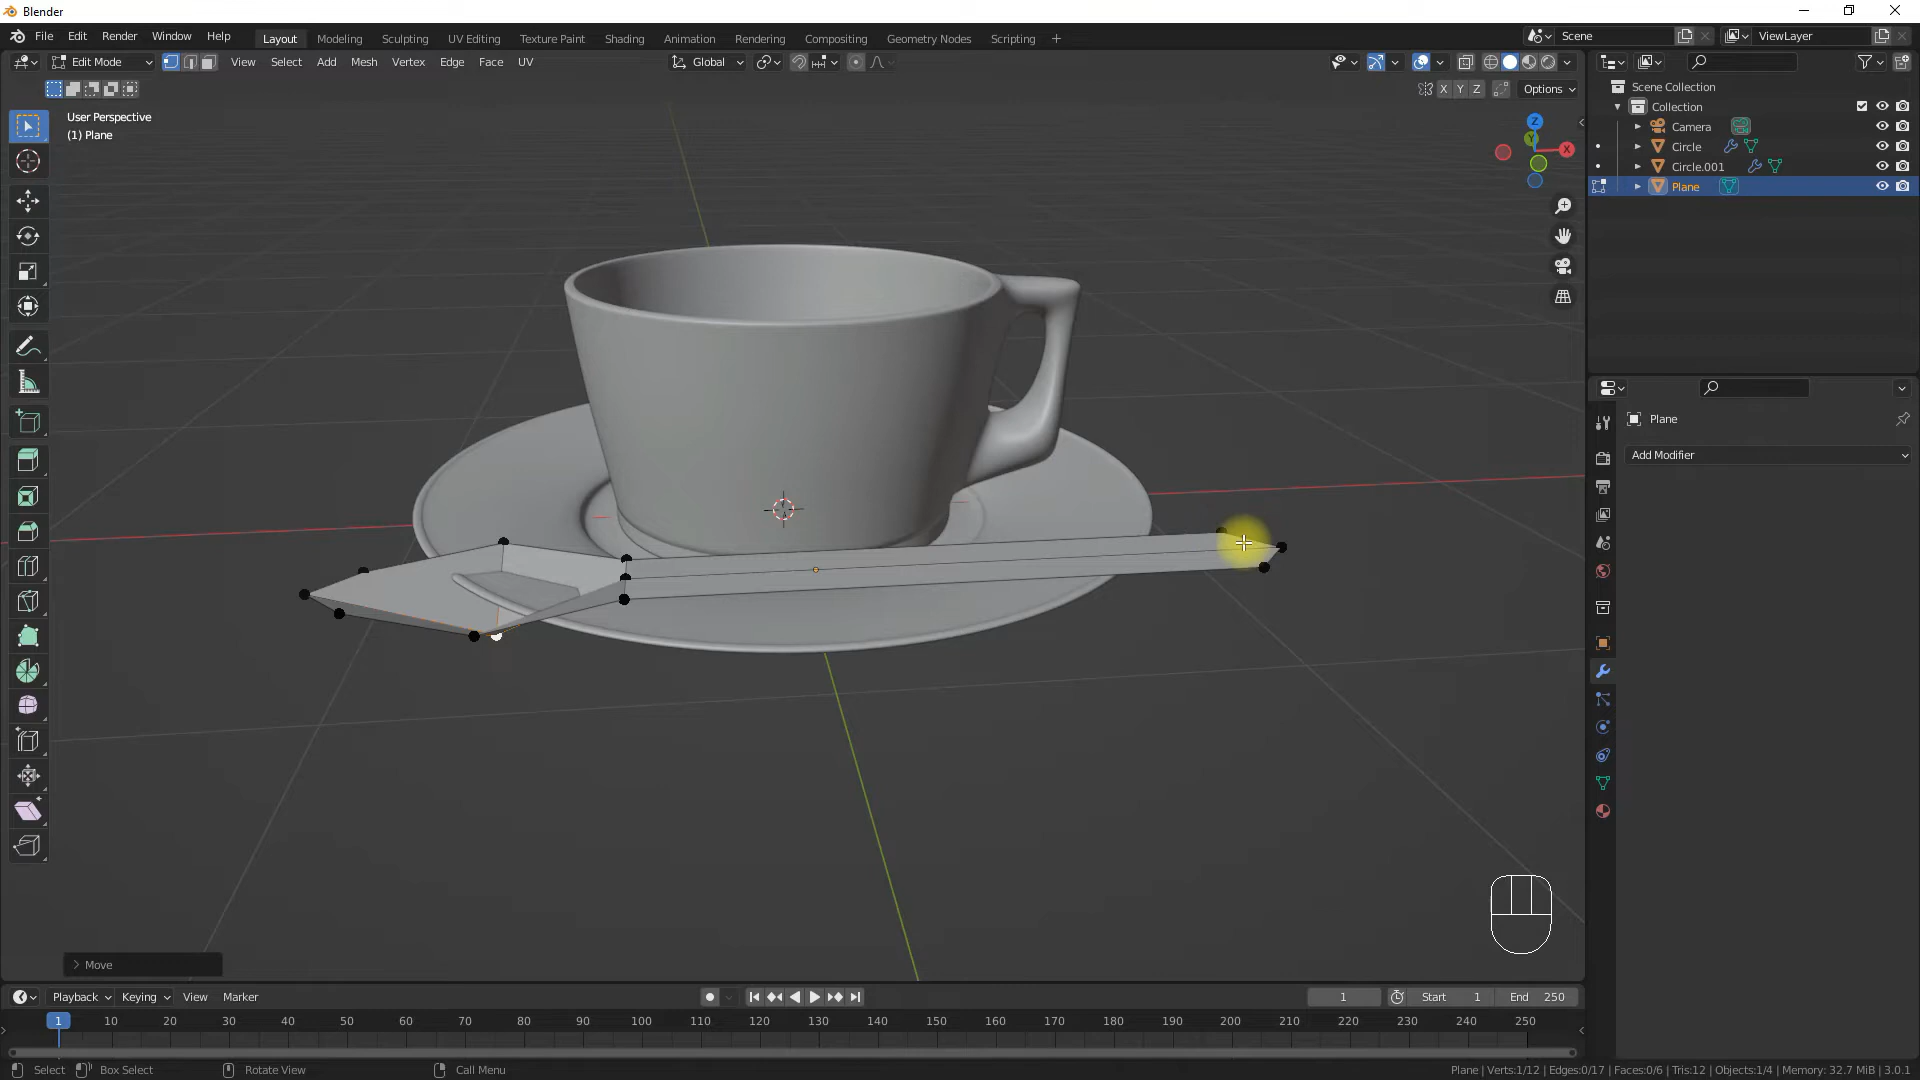 Blender
File Edit Render Window Help
Layout Modeling Sculpting UV Editing Texture Paint Shading Animation Rendering Compositing Geometry Nodes Scripting +
Scene
ViewLayer
Edit Mode View Select Add Mesh Vertex Edge Face UV
Global
X Y Z
Options
User Perspective
(1) Plane
Z
X
Scene Collection
Collection
Camera
Circle
Circle.001
Plane
Plane
Add Modifier
Move
Playback Keying View Marker
1
Start 1 End 250
1 10 20 30 40 50 60 70 80 90 100 110 120 130 140 150 160 170 180 190 200 210 220 230 240 250
Select Box Select Rotate View Call Menu
Plane | Verts:1/12 | Edges:0/17 | Faces:0/6 | Tris:12 | Objects:1/4 | Memory: 32.7 MiB | 3.0.1